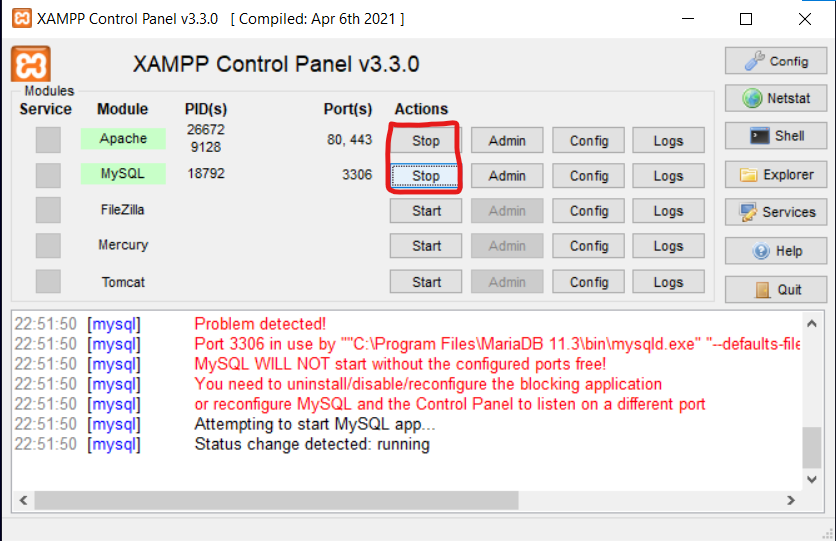 XAMPP Control Panel v3.3.0 [ Compiled: Apr 6th 2021 ]
XAMPP Control Panel v3.3.0
Modules
Service Module PID(s) Port(s) Actions
Apache 26672 9128 80, 443 Stop Admin Config Logs
MySQL 18792 3306 Stop Admin Config Logs
FileZilla Start Admin Config Logs
Mercury Start Admin Config Logs
Tomcat Start Admin Config Logs
Config
Netstat
Shell
Explorer
Services
Help
Quit
22:51:50 [mysql] Problem detected!
22:51:50 [mysql] Port 3306 in use by ""C:\Program Files\MariaDB 11.3\bin\mysqld.exe" "--defaults-file
22:51:50 [mysql] MySQL WILL NOT start without the configured ports free!
22:51:50 [mysql] You need to uninstall/disable/reconfigure the blocking application
22:51:50 [mysql] or reconfigure MySQL and the Control Panel to listen on a different port
22:51:50 [mysql] Attempting to start MySQL app...
22:51:50 [mysql] Status change detected: running